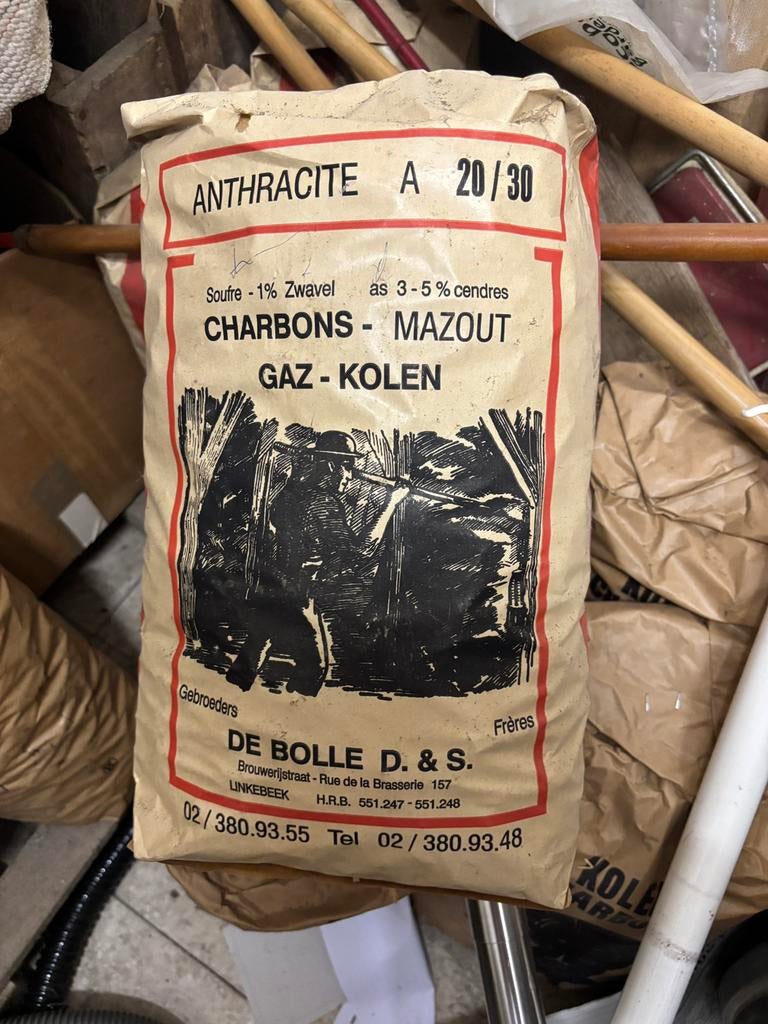 ANTHRACITE A 20/30
Soufre - 1% Zwavel as 3 - 5 % cendres
CHARBONS - MAZOUT
GAZ - KOLEN
Gebroeders
Frères
DE BOLLE D. & S.
Brouwerijstraat - Rue de la Brasserie 157
LINKEBEEK H.R.B. 551.247 - 551.248
02 / 380.93.55 Tel 02 / 380.93.48
KOLE